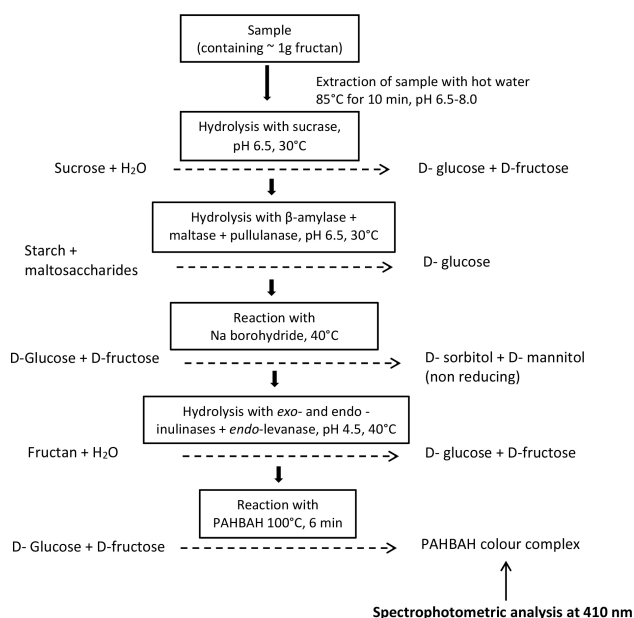 Sample
(containing ~ 1g fructan)
Extraction of sample with hot water
85°C for 10 min, pH 6.5-8.0
Hydrolysis with sucrase,
pH 6.5, 30°C
Sucrose + H₂O
D- glucose + D-fructose
Hydrolysis with β-amylase +
maltase + pullulanase, pH 6.5, 30°C
Starch +
maltosaccharides
D- glucose
Reaction with
Na borohydride, 40°C
D-Glucose + D-fructose
D- sorbitol + D- mannitol
(non reducing)
Hydrolysis with exo- and endo -
inulinases + endo-levanase, pH 4.5, 40°C
Fructan + H₂O
D- glucose + D-fructose
Reaction with
PAHBAH 100°C, 6 min
D- Glucose + D-fructose
PAHBAH colour complex
Spectrophotometric analysis at 410 nm